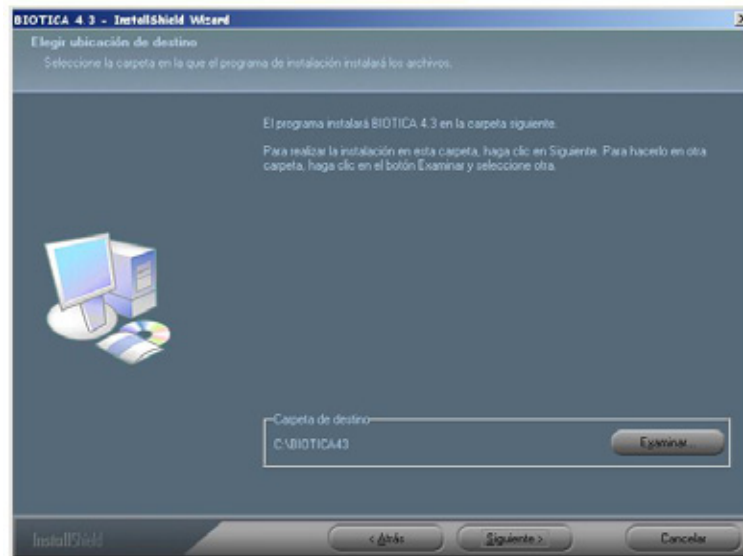 BIOTICA 4.3 - InstallShield Wizard
Elegir ubicación de destino
Seleccione la carpeta en la que el programa de instalación instalará los archivos.
El programa instalará BIOTICA 4.3 en la carpeta siguiente.
Para realizar la instalación en esta carpeta, haga clic en Siguiente. Para hacerlo en otra
carpeta, haga clic en el botón Examinar y seleccione otra.
Carpeta de destino
C:\BIOTICA43
Examinar...
InstallShield
< Atrás
Siguiente >
Cancelar